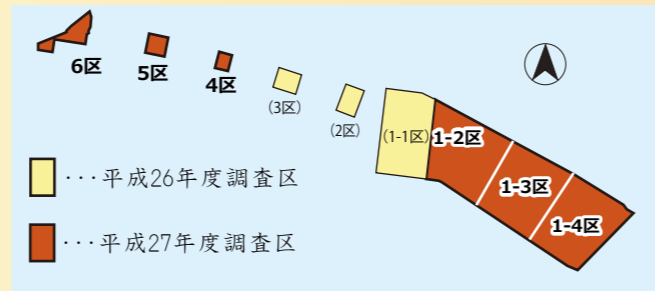 6区
5区
4区
(3区)
(2区)
(1-1区)
1-2区
1-3区
1-4区
・・・平成26年度調査区
・・・平成27年度調査区